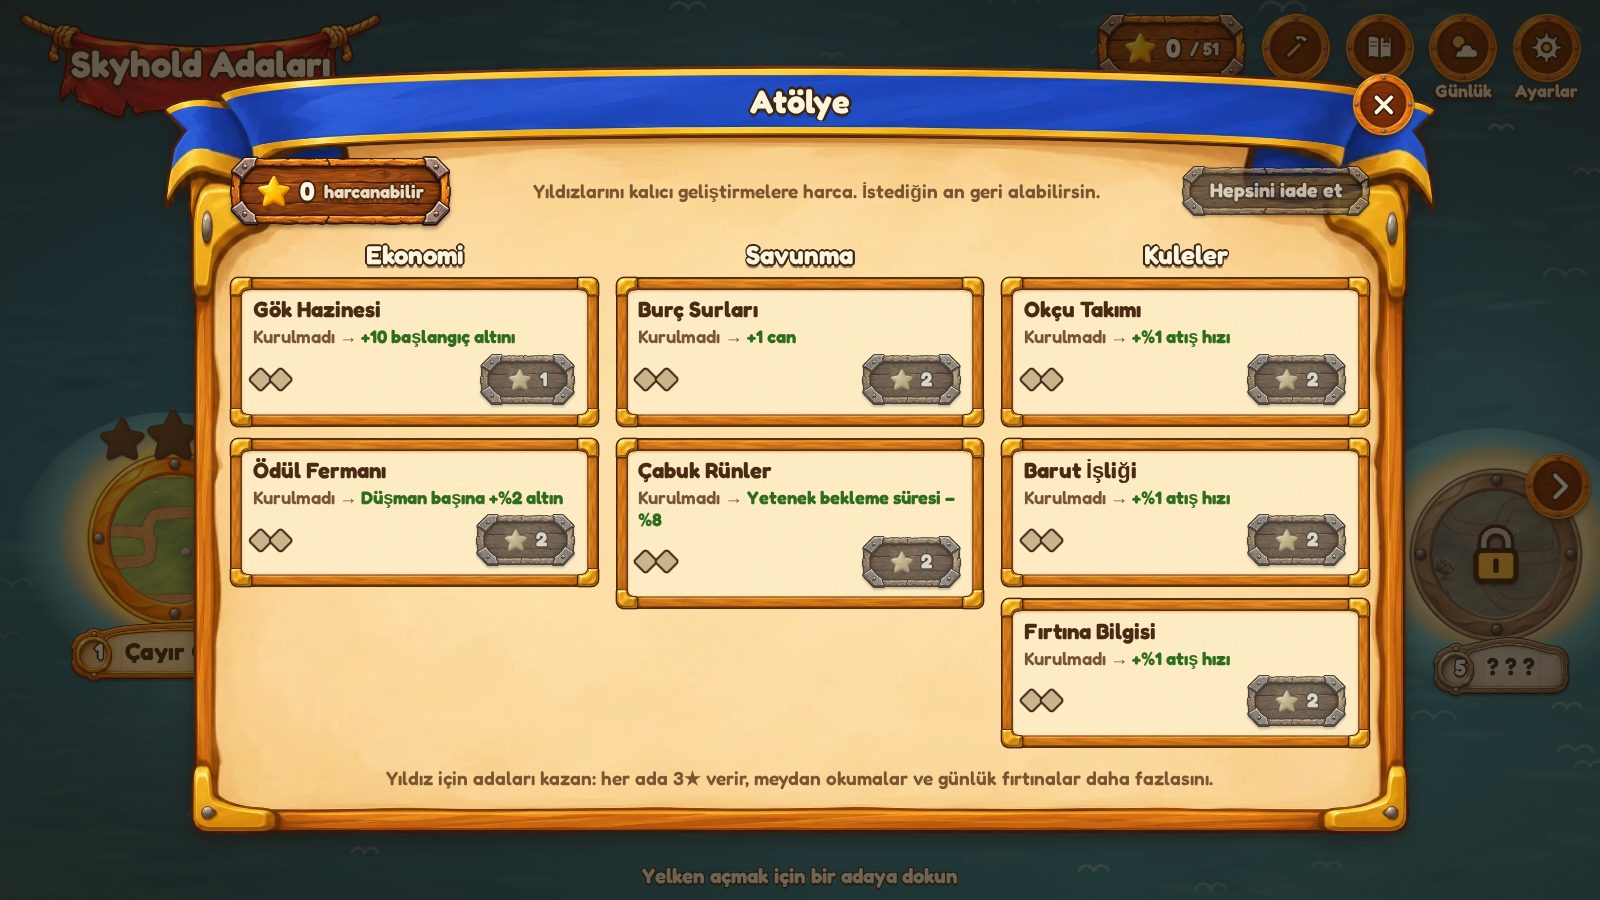 Skyhold Adaları
0 / 51
Günlük
Ayarlar
Atölye
0 harcanabilir
Yıldızlarını kalıcı geliştirmelere harca. İstediğin an geri alabilirsin.
Hepsini iade et
Ekonomi
Gök Hazinesi
Kurulmadı → +10 başlangıç altını
1
Ödül Fermanı
Kurulmadı → Düşman başına +%2 altın
2
Savunma
Burç Surları
Kurulmadı → +1 can
2
Çabuk Rünler
Kurulmadı → Yetenek bekleme süresi –
%8
2
Kuleler
Okçu Takımı
Kurulmadı → +%1 atış hızı
2
Barut İşliği
Kurulmadı → +%1 atış hızı
2
Fırtına Bilgisi
Kurulmadı → +%1 atış hızı
2
1 Çayır
5 ???
Yıldız için adaları kazan: her ada 3★ verir, meydan okumalar ve günlük fırtınalar daha fazlasını.
Yelken açmak için bir adaya dokun